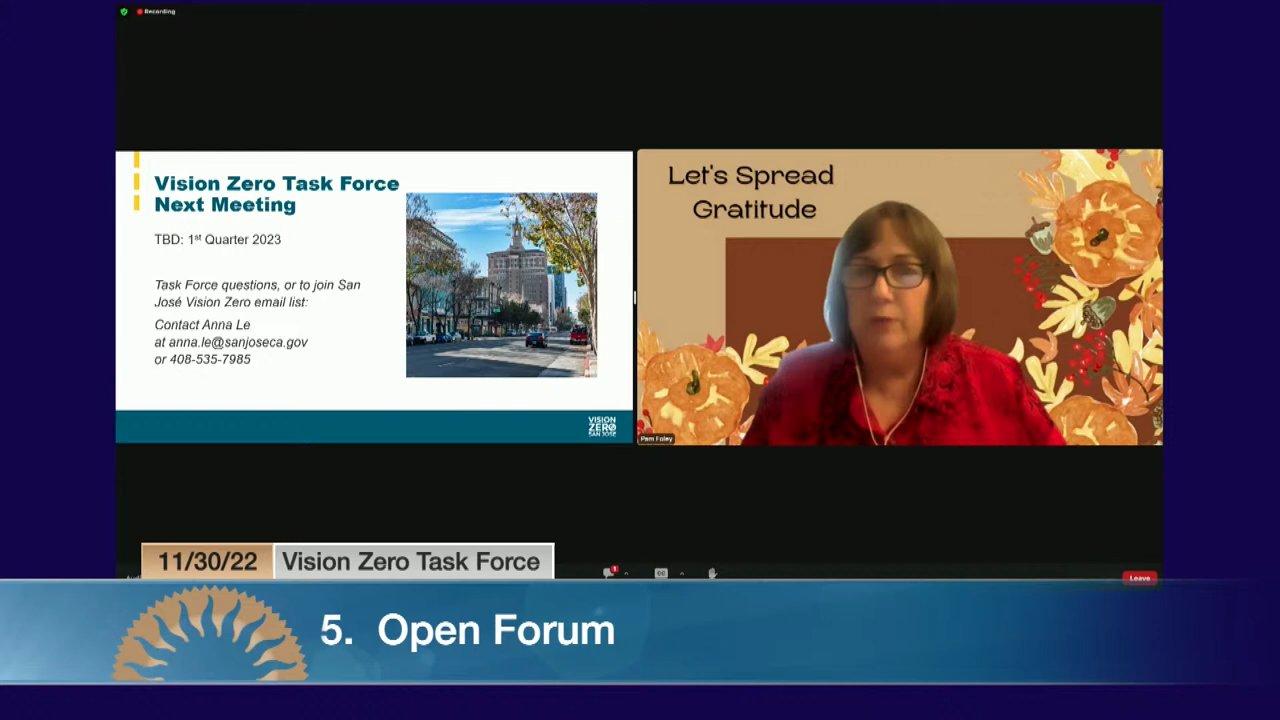 Recording
Vision Zero Task Force
Next Meeting
TBD: 1st Quarter 2023
Task Force questions, or to join San
José Vision Zero email list:
Contact Anna Le
at anna.le@sanjoseca.gov
or 408-535-7985
VISION
ZERO
SAN JOSE
Let's Spread
Gratitude
Pam Foley
11/30/22
Vision Zero Task Force
1
CC
Leave
5. Open Forum